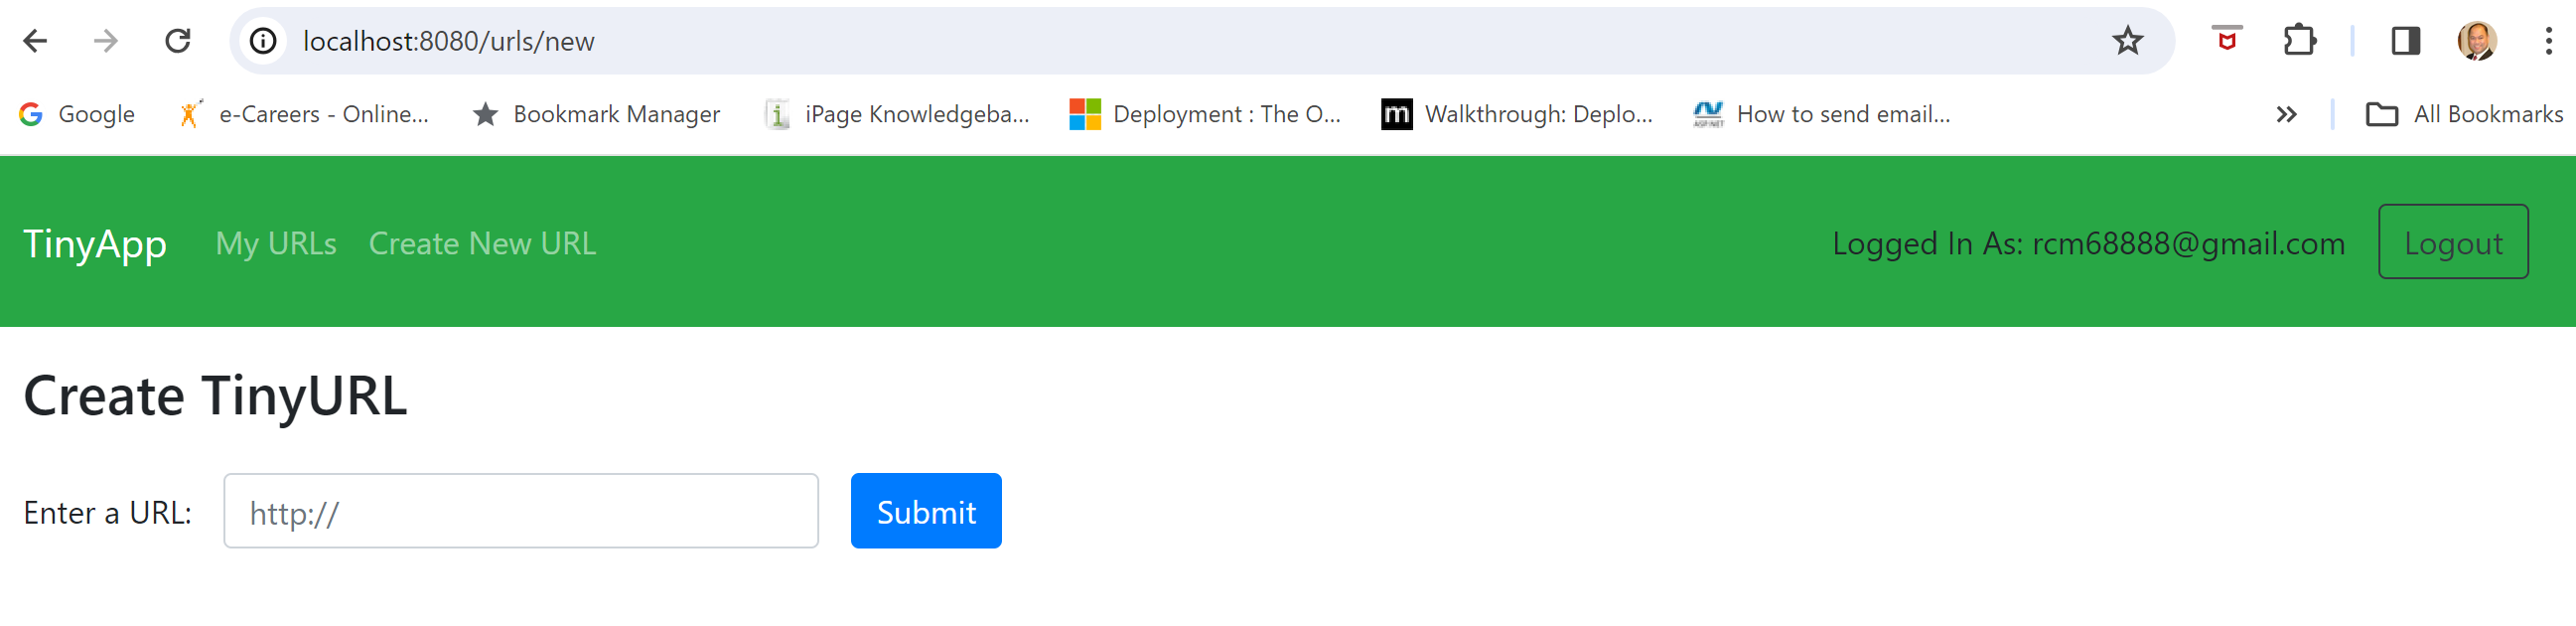 localhost:8080/urls/new
Google e-Careers - Online... Bookmark Manager iPage Knowledgeba... Deployment : The O... Walkthrough: Deplo... How to send email... All Bookmarks
TinyApp My URLs Create New URL Logged In As: rcm68888@gmail.com Logout
Create TinyURL
Enter a URL: http:// Submit